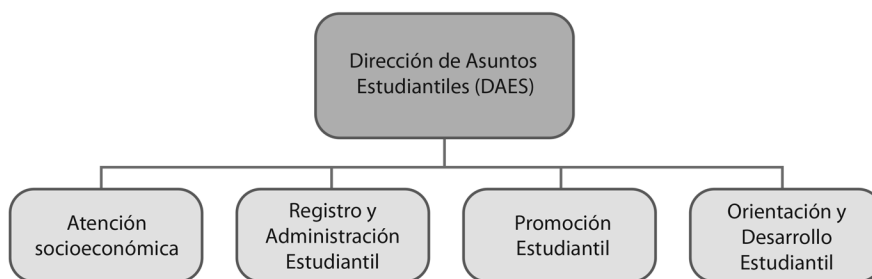 Dirección de Asuntos
Estudiantiles (DAES)
Atención
socioeconómica
Registro y
Administración
Estudiantil
Promoción
Estudiantil
Orientación y
Desarrollo
Estudiantil